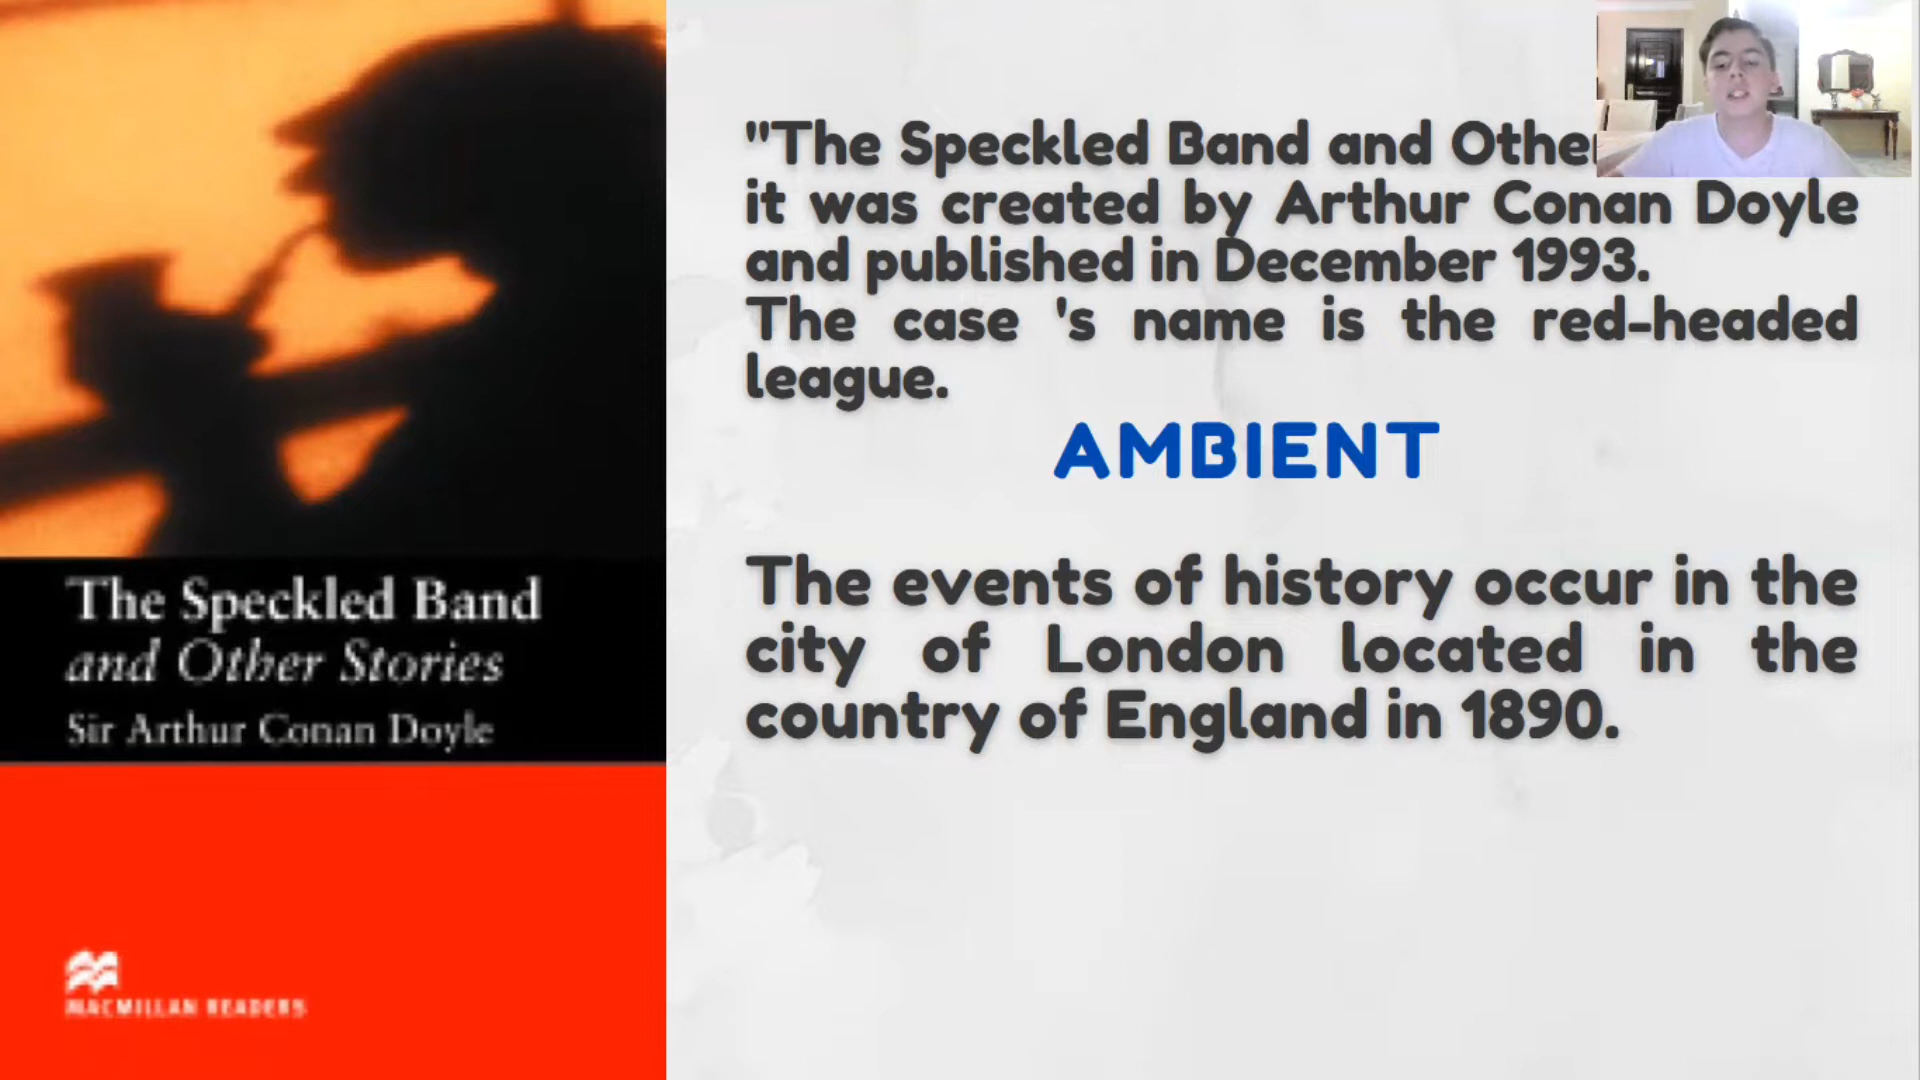 The Speckled Band
and Other Stories
Sir Arthur Conan Doyle
MACMILLAN READERS
"The Speckled Band and Other
it was created by Arthur Conan Doyle
and published in December 1993.
The case 's name is the red-headed
league.
AMBIENT
The events of history occur in the
city of London located in the
country of England in 1890.